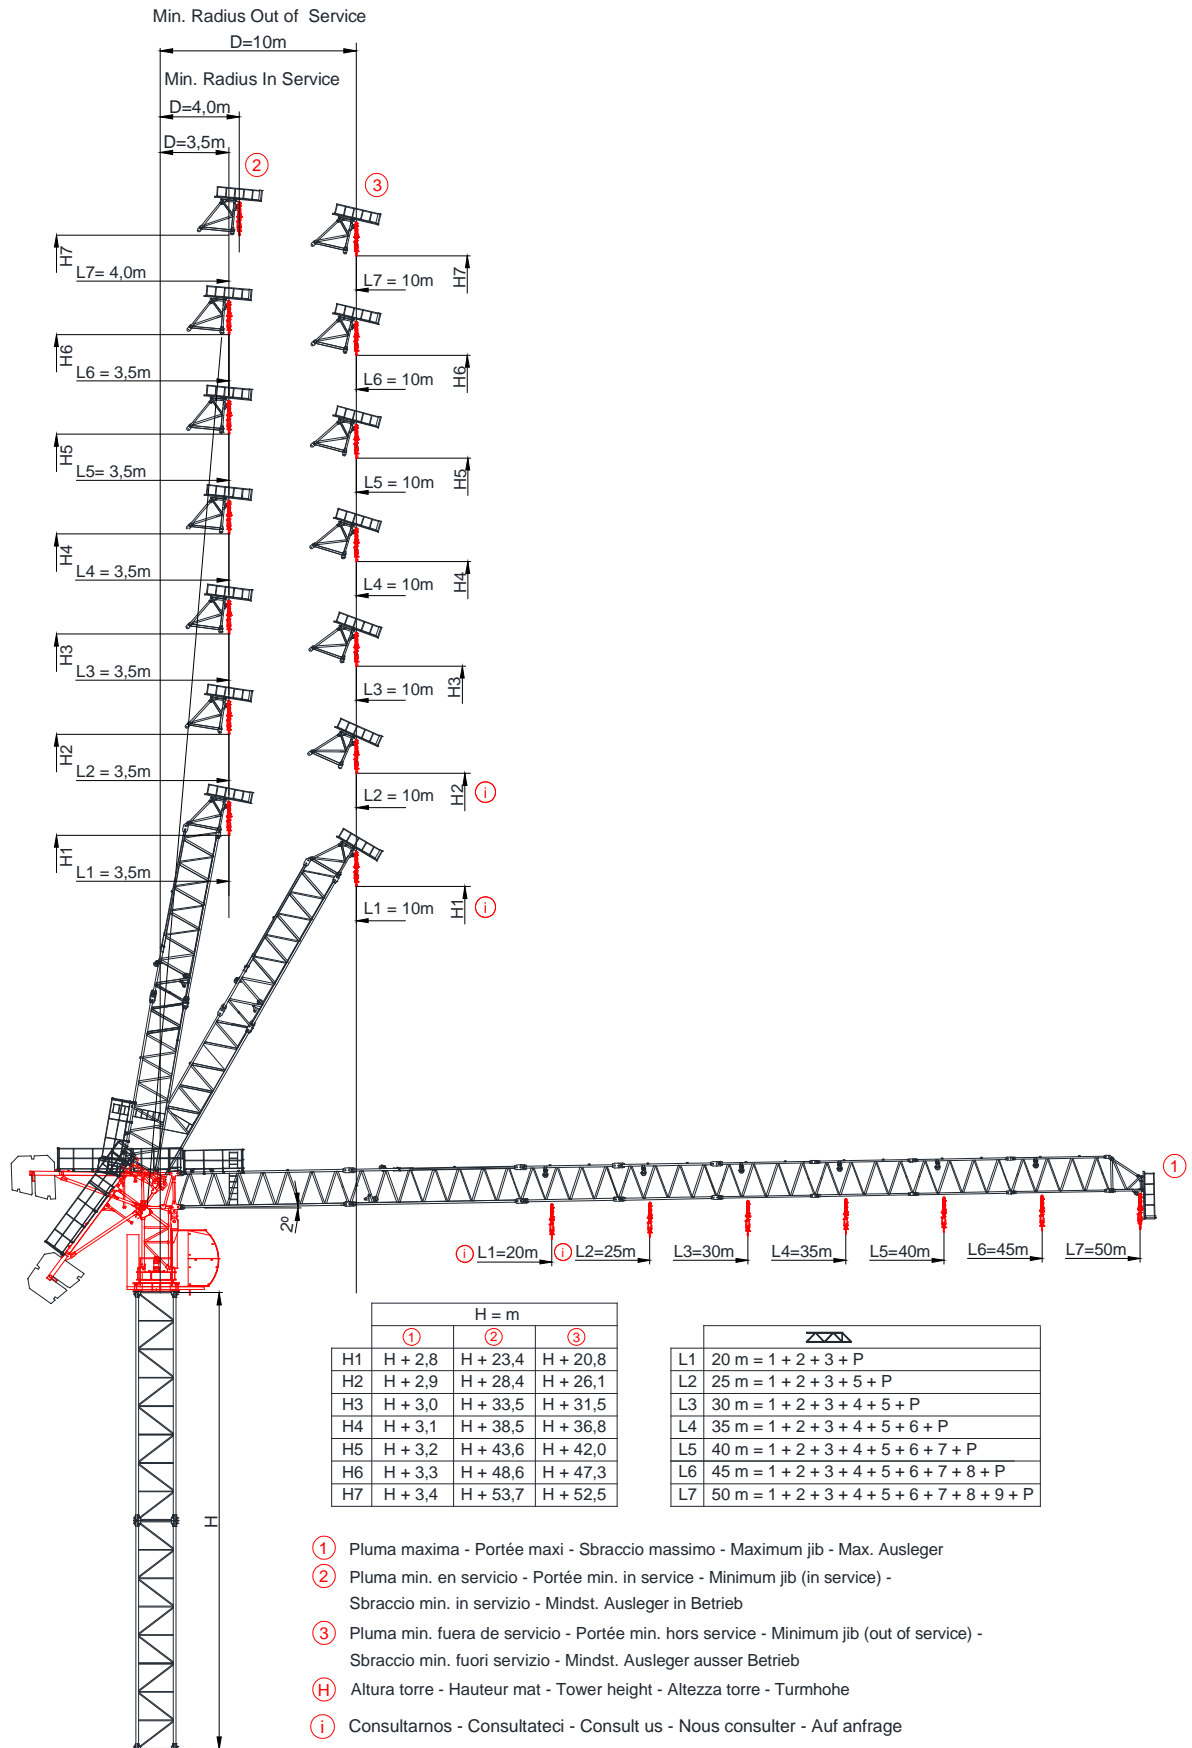 Min. Radius Out of Service
D=10m
Min. Radius In Service
D=4,0m
D=3,5m
2
3
H7
L7= 4,0m
L7 = 10m
H7
H6
L6 = 3,5m
L6 = 10m
H6
H5
L5= 3,5m
L5 = 10m
H5
H4
L4 = 3,5m
L4 = 10m
H4
H3
L3 = 3,5m
L3 = 10m
H3
H2
L2 = 3,5m
L2 = 10m
H2
i
H1
L1 = 3,5m
L1 = 10m
H1
i
1
2º
i L1=20m
i L2=25m
L3=30m
L4=35m
L5=40m
L6=45m
L7=50m
H
H = m
1 2 3
H1 H + 2,8 H + 23,4 H + 20,8
H2 H + 2,9 H + 28,4 H + 26,1
H3 H + 3,0 H + 33,5 H + 31,5
H4 H + 3,1 H + 38,5 H + 36,8
H5 H + 3,2 H + 43,6 H + 42,0
H6 H + 3,3 H + 48,6 H + 47,3
H7 H + 3,4 H + 53,7 H + 52,5
L1 20 m = 1 + 2 + 3 + P
L2 25 m = 1 + 2 + 3 + 5 + P
L3 30 m = 1 + 2 + 3 + 4 + 5 + P
L4 35 m = 1 + 2 + 3 + 4 + 5 + 6 + P
L5 40 m = 1 + 2 + 3 + 4 + 5 + 6 + 7 + P
L6 45 m = 1 + 2 + 3 + 4 + 5 + 6 + 7 + 8 + P
L7 50 m = 1 + 2 + 3 + 4 + 5 + 6 + 7 + 8 + 9 + P
1 Pluma maxima - Portée maxi - Sbraccio massimo - Maximum jib - Max. Ausleger
2 Pluma min. en servicio - Portée min. in service - Minimum jib (in service) -
Sbraccio min. in servizio - Mindst. Ausleger in Betrieb
3 Pluma min. fuera de servicio - Portée min. hors service - Minimum jib (out of service) -
Sbraccio min. fuori servizio - Mindst. Ausleger ausser Betrieb
H Altura torre - Hauteur mat - Tower height - Altezza torre - Turmhohe
i Consultarnos - Consultateci - Consult us - Nous consulter - Auf anfrage